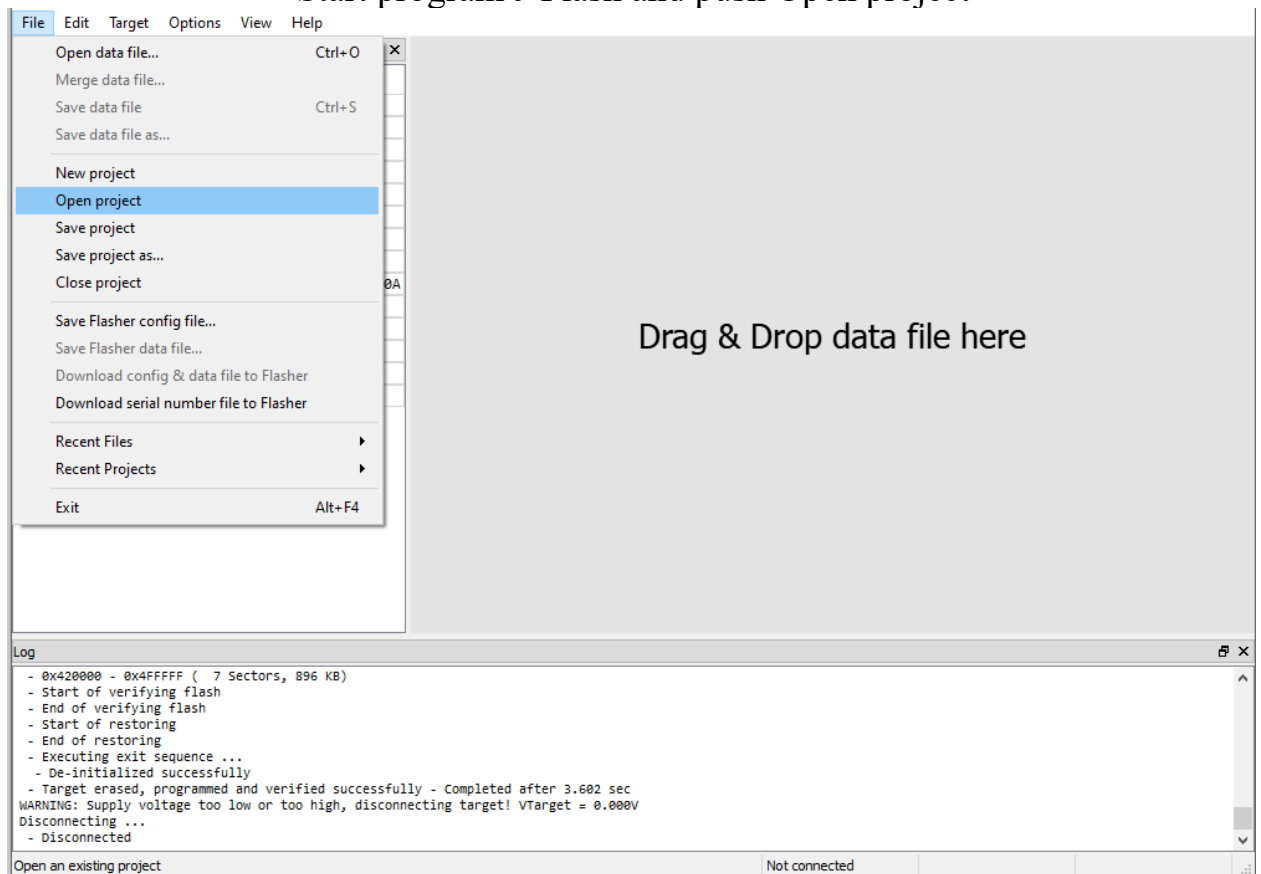 Start program and push Open project
File Edit Target Options View Help
Open data file... Ctrl+O
Merge data file...
Save data file Ctrl+S
Save data file as...
New project
Open project
Save project
Save project as...
Close project
0A
Save Flasher config file...
Save Flasher data file...
Download config & data file to Flasher
Download serial number file to Flasher
Recent Files
Recent Projects
Exit Alt+F4
Drag & Drop data file here
Log
- 0x420000 - 0x4FFFFF ( 7 Sectors, 896 KB)
- Start of verifying flash
- End of verifying flash
- Start of restoring
- End of restoring
- Executing exit sequence ...
- De-initialized successfully
- Target erased, programmed and verified successfully - Completed after 3.602 sec
WARNING: Supply voltage too low or too high, disconnecting target! VTarget = 0.000V
Disconnecting ...
- Disconnected
Open an existing project Not connected